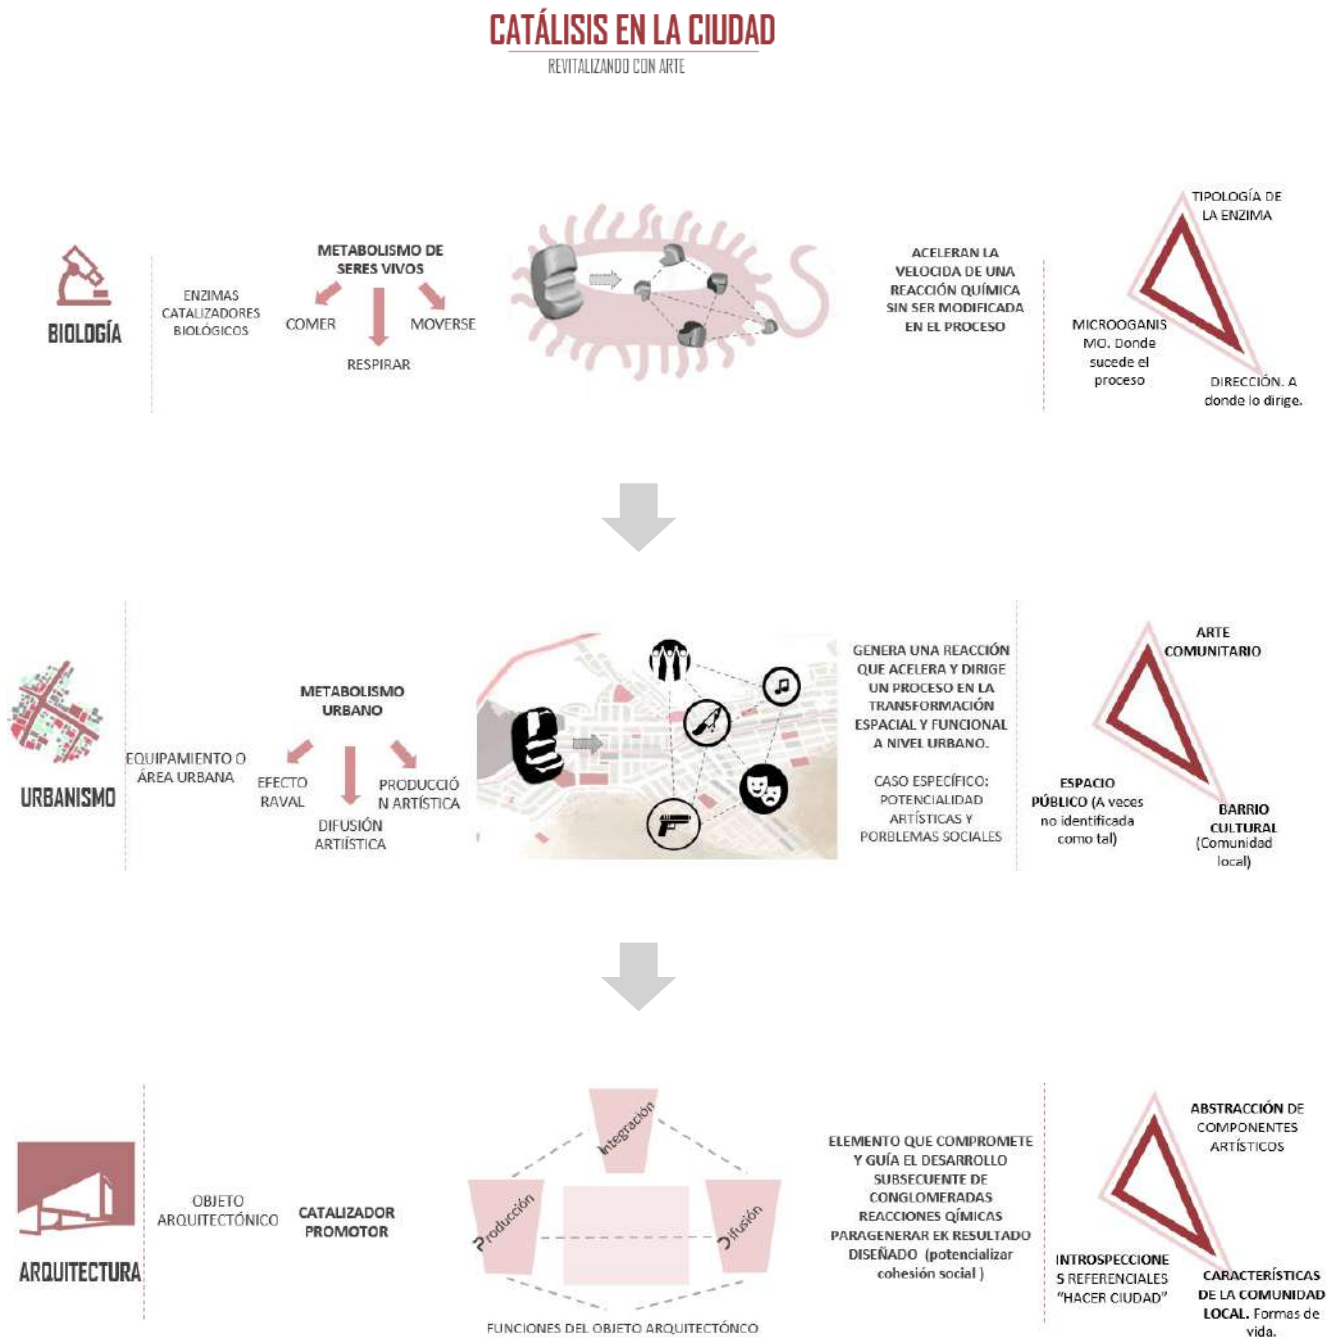 CATÁLISIS EN LA CIUDAD
REVITALIZANDO CON ARTE
BIOLOGÍA
ENZIMAS
CATALIZADORES
BIOLÓGICOS
METABOLISMO DE
SERES VIVOS
COMER
RESPIRAR
MOVERSE
ACELERAN LA
VELOCIDA DE UNA
REACCIÓN QUÍMICA
SIN SER MODIFICADA
EN EL PROCESO
TIPOLOGÍA DE
LA ENZIMA
MICROOGANIS
MO. Donde
sucede el
proceso
DIRECCIÓN. A
donde lo dirige.
URBANISMO
EQUIPAMIENTO O
ÁREA URBANA
METABOLISMO
URBANO
EFECTO
RAVAL
DIFUSIÓN
ARTIÍSTICA
PRODUCCIÓ
N ARTÍSTICA
GENERA UNA REACCIÓN
QUE ACELERA Y DIRIGE
UN PROCESO EN LA
TRANSFORMACIÓN
ESPACIAL Y FUNCIONAL
A NIVEL URBANO.
CASO ESPECÍFICO:
POTENCIALIDAD
ARTÍSTICAS Y
PORBLEMAS SOCIALES
ARTE
COMUNITARIO
ESPACIO
PÚBLICO (A veces
no identificada
como tal)
BARRIO
CULTURAL
(Comunidad
local)
ARQUITECTURA
OBJETO
ARQUITECTÓNICO
CATALIZADOR
PROMOTOR
Integración
Producción
Difusión
FUNCIONES DEL OBJETO ARQUITECTÓNCO
ELEMENTO QUE COMPROMETE
Y GUÍA EL DESARROLLO
SUBSECUENTE DE
CONGLOMERADAS
REACCIONES QÍMICAS
PARAGENERAR EK RESULTADO
DISEÑADO (potencializar
cohesión social )
ABSTRACCIÓN DE
COMPONENTES
ARTÍSTICOS
INTROSPECCIONE
S REFERENCIALES
“HACER CIUDAD”
CARACTERÍSTICAS
DE LA COMUNIDAD
LOCAL. Formas de
vida.